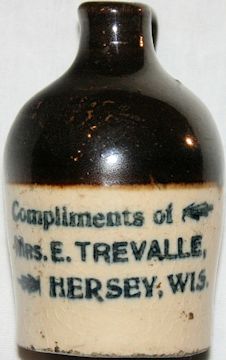 Compliments of
Mrs. E. TREVALLE,
HERSEY, WIS.